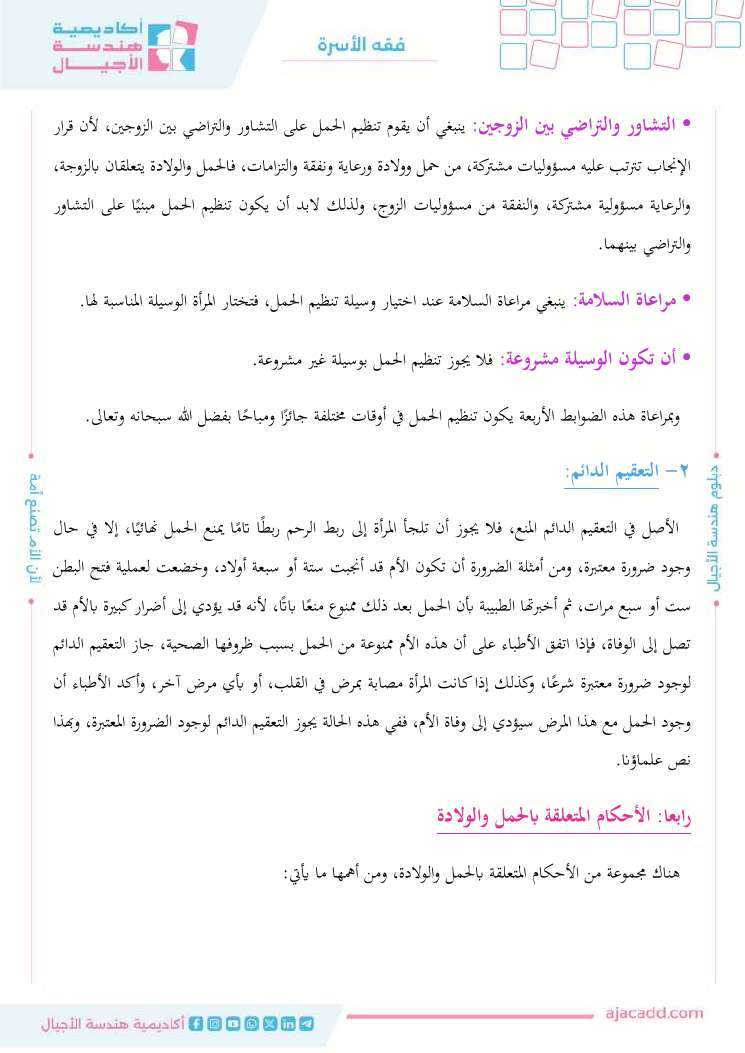 أكاديمية
هندسة
الأجيال
فقه الأسرة
• التشاور والتراضي بين الزوجين: ينبغي أن يقوم تنظيم الحمل على التشاور والتراضي بين الزوجين، لأن قرار
الإنجاب تترتب عليه مسؤوليات مشتركة، من حمل وولادة ورعاية ونفقة والتزامات، فالحمل والولادة يتعلقان بالزوجة،
والرعاية مسؤولية مشتركة، والنفقة من مسؤوليات الزوج، ولذلك لابد أن يكون تنظيم الحمل مبنيًا على التشاور
والتراضي بينهما.
• مراعاة السلامة: ينبغي مراعاة السلامة عند اختيار وسيلة تنظيم الحمل، فتختار المرأة الوسيلة المناسبة لها.
• أن تكون الوسيلة مشروعة: فلا يجوز تنظيم الحمل بوسيلة غير مشروعة.
وبمراعاة هذه الضوابط الأربعة يكون تنظيم الحمل في أوقات مختلفة جائزًا ومباحًا بفضل الله سبحانه وتعالى.
٢- التعقيم الدائم:
الأصل في التعقيم الدائم المنع، فلا يجوز أن تلجأ المرأة إلى ربط الرحم ربطًا تامًا يمنع الحمل نهائيًا، إلا في حال
وجود ضرورة معتبرة، ومن أمثلة الضرورة أن تكون الأم قد أنجبت ستة أو سبعة أولاد، وخضعت لعملية فتح البطن
ست أو سبع مرات، ثم أخبرتها الطبيبة بأن الحمل بعد ذلك ممنوع منعًا باتًا، لأنه قد يؤدي إلى أضرار كبيرة بالأم قد
تصل إلى الوفاة، فإذا اتفق الأطباء على أن هذه الأم ممنوعة من الحمل بسبب ظروفها الصحية، جاز التعقيم الدائم
لوجود ضرورة معتبرة شرعًا، وكذلك إذا كانت المرأة مصابة بمرض في القلب، أو بأي مرض آخر، وأكد الأطباء أن
وجود الحمل مع هذا المرض سيؤدي إلى وفاة الأم، ففي هذه الحالة يجوز التعقيم الدائم لوجود الضرورة المعتبرة، وبهذا
نص علماؤنا.
رابعا: الأحكام المتعلقة بالحمل والولادة
هناك مجموعة من الأحكام المتعلقة بالحمل والولادة، ومن أهمها ما يأتي:
دبلوم هندسة الأجيال
لأن الأم تصنع أمة
أكاديمية هندسة الأجيال
ajacadd.com